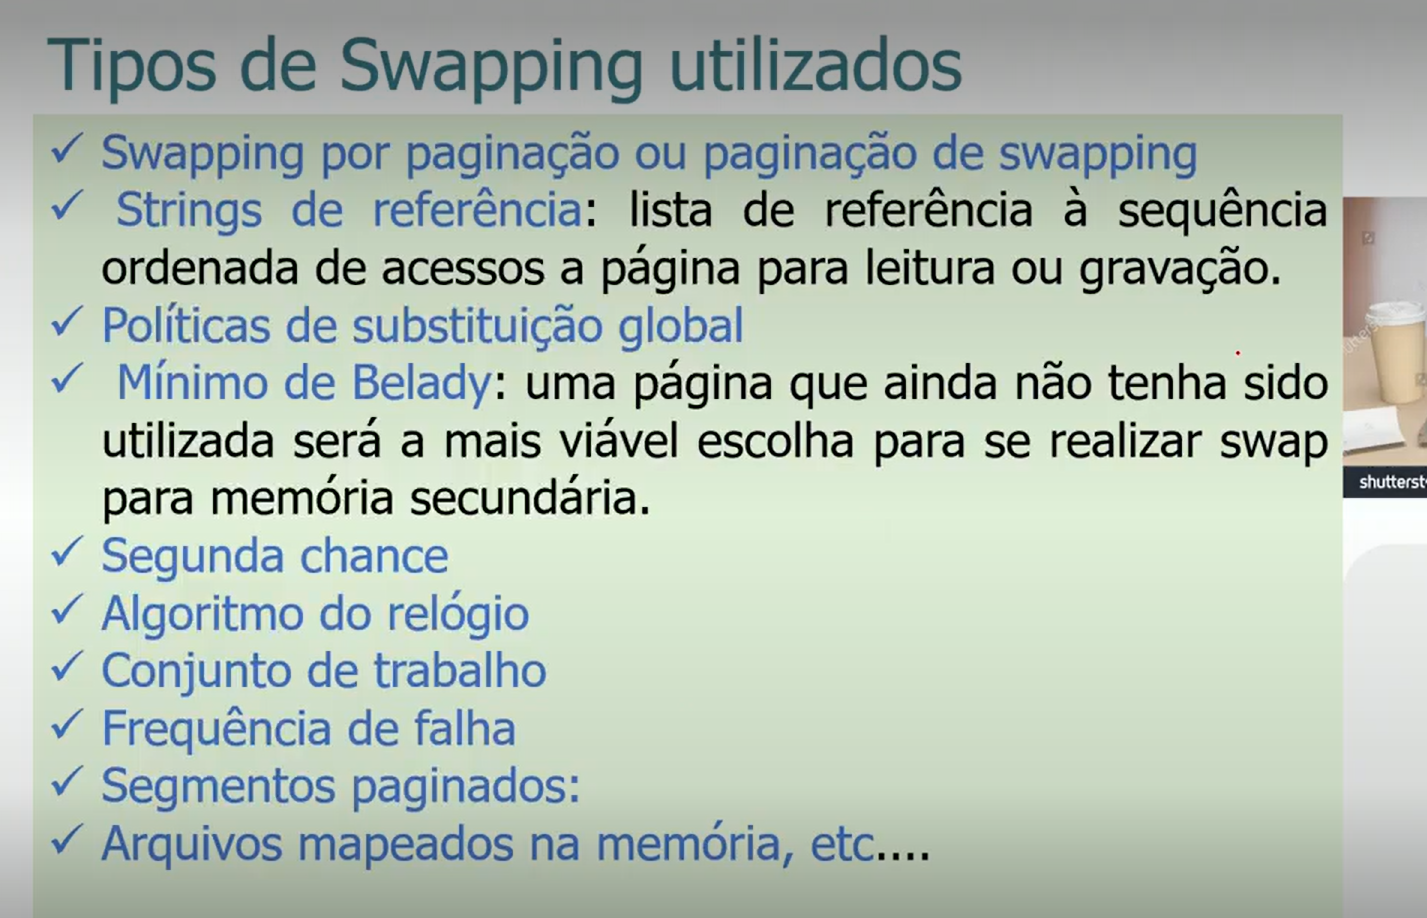 Tipos de Swapping utilizados
✓ Swapping por paginação ou paginação de swapping
✓ Strings de referência: lista de referência à sequência
ordenada de acessos a página para leitura ou gravação.
✓ Políticas de substituição global
✓ Mínimo de Belady: uma página que ainda não tenha sido
utilizada será a mais viável escolha para se realizar swap
para memória secundária.
✓ Segunda chance
✓ Algoritmo do relógio
✓ Conjunto de trabalho
✓ Frequência de falha
✓ Segmentos paginados:
✓ Arquivos mapeados na memória, etc....